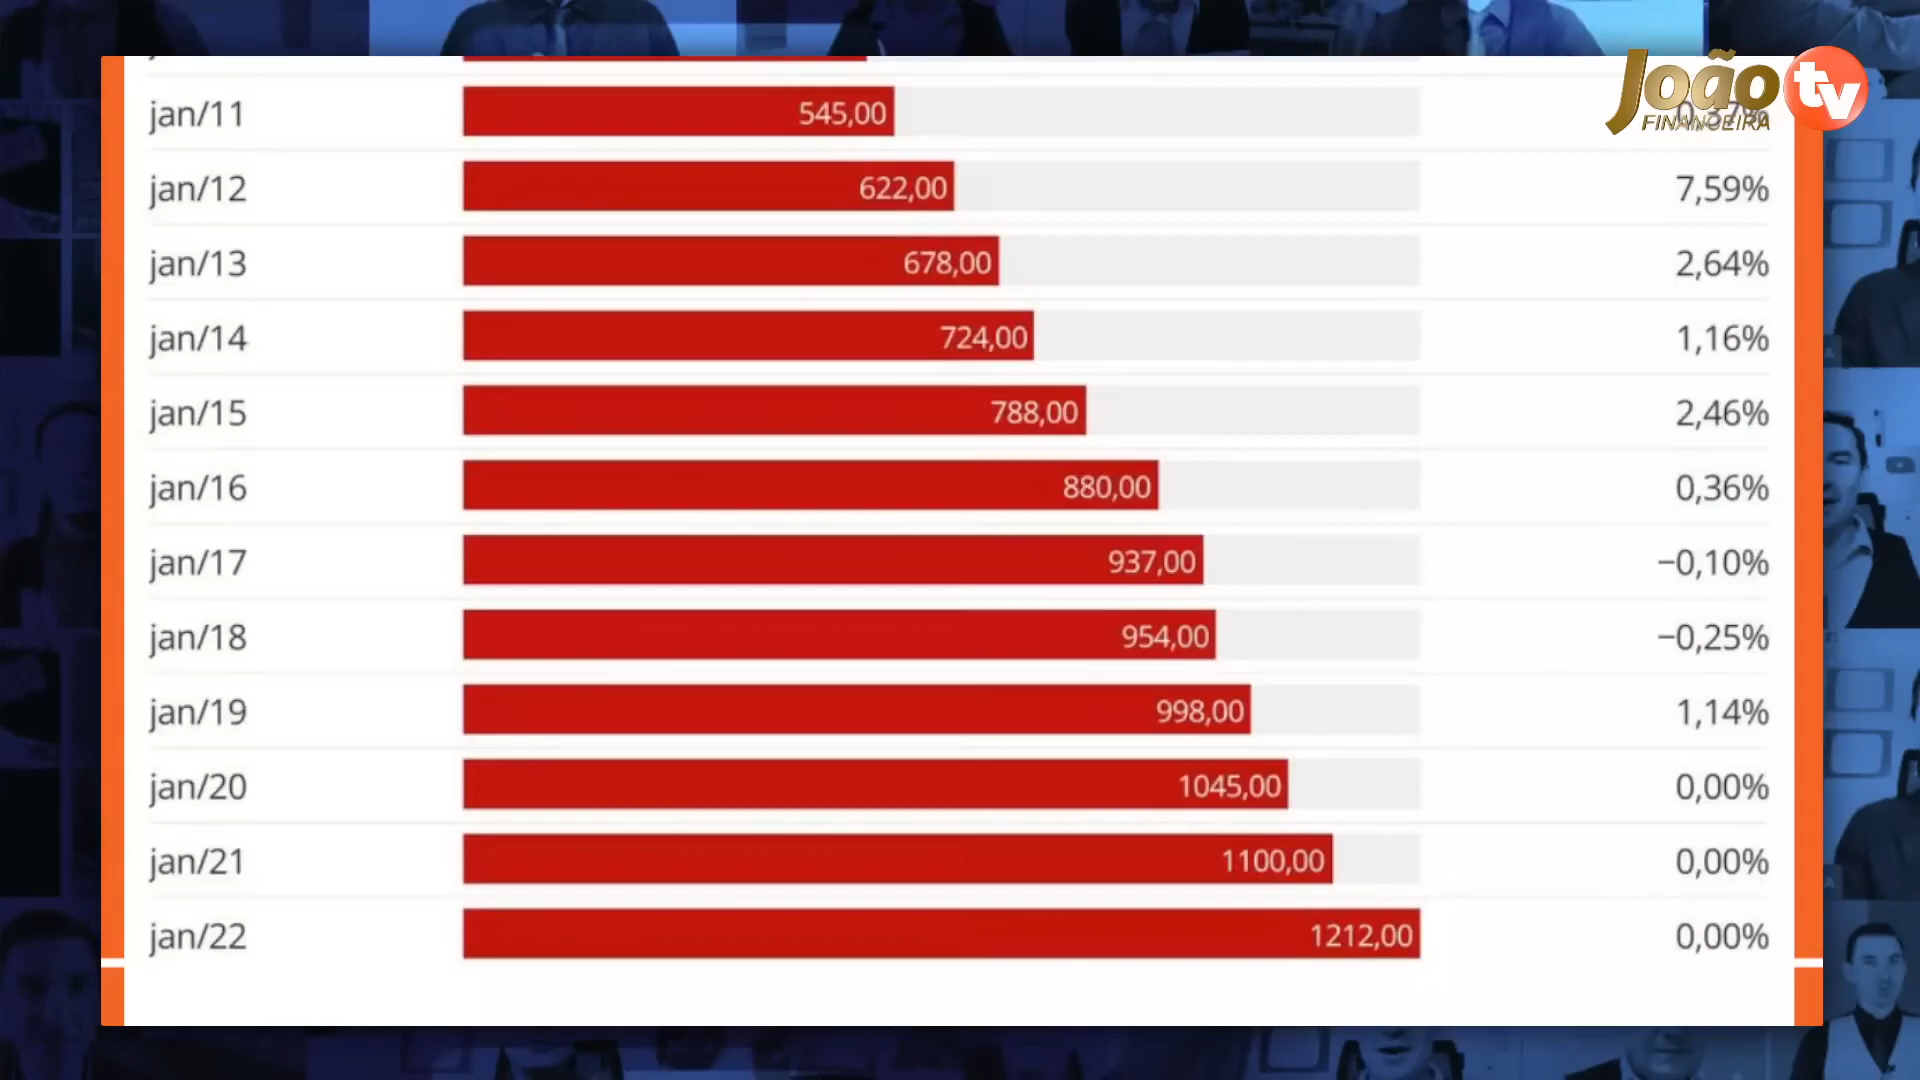 João tv
FINANCEIRA
jan/11 545,00 0,37%
jan/12 622,00 7,59%
jan/13 678,00 2,64%
jan/14 724,00 1,16%
jan/15 788,00 2,46%
jan/16 880,00 0,36%
jan/17 937,00 −0,10%
jan/18 954,00 −0,25%
jan/19 998,00 1,14%
jan/20 1045,00 0,00%
jan/21 1100,00 0,00%
jan/22 1212,00 0,00%